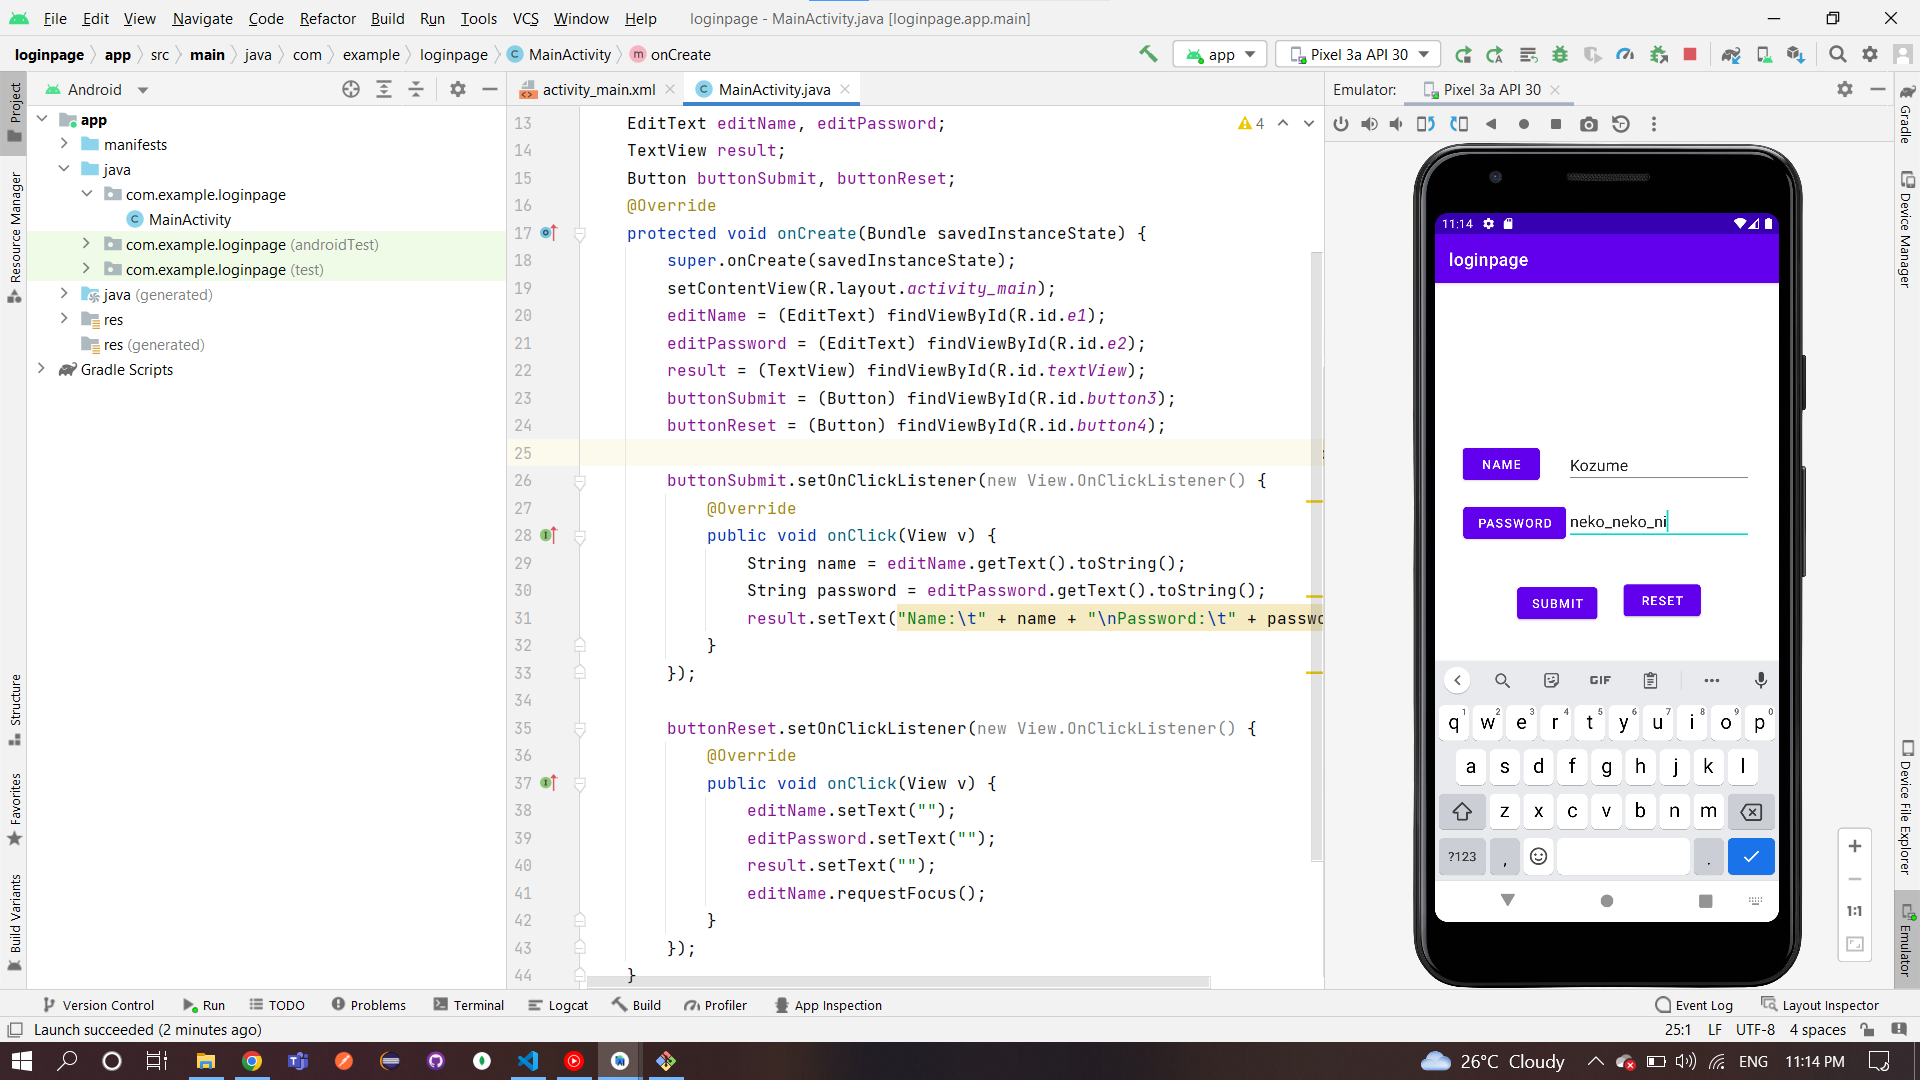 File Edit View Navigate Code Refactor Build Run Tools VCS Window Help loginpage - MainActivity.java [loginpage.app.main]
loginpage app src main java com example loginpage MainActivity onCreate app Pixel 3a API 30
Android
activity_main.xml
MainActivity.java
Emulator: Pixel 3a API 30
Project
Resource Manager
Structure
Favorites
Build Variants
app
manifests
java
com.example.loginpage
MainActivity
com.example.loginpage (androidTest)
com.example.loginpage (test)
java (generated)
res
res (generated)
Gradle Scripts
4
13 EditText editName, editPassword;
14 TextView result;
15 Button buttonSubmit, buttonReset;
16 @Override
17 protected void onCreate(Bundle savedInstanceState) {
18 super.onCreate(savedInstanceState);
19 setContentView(R.layout.activity_main);
20 editName = (EditText) findViewById(R.id.e1);
21 editPassword = (EditText) findViewById(R.id.e2);
22 result = (TextView) findViewById(R.id.textView);
23 buttonSubmit = (Button) findViewById(R.id.button3);
24 buttonReset = (Button) findViewById(R.id.button4);
25
26 buttonSubmit.setOnClickListener(new View.OnClickListener() {
27 @Override
28 public void onClick(View v) {
29 String name = editName.getText().toString();
30 String password = editPassword.getText().toString();
31 result.setText("Name:\t" + name + "\nPassword:\t" + passwo
32 }
33 });
34
35 buttonReset.setOnClickListener(new View.OnClickListener() {
36 @Override
37 public void onClick(View v) {
38 editName.setText("");
39 editPassword.setText("");
40 result.setText("");
41 editName.requestFocus();
42 }
43 });
44 }
11:14
loginpage
NAME Kozume
PASSWORD neko_neko_ni
SUBMIT RESET
GIF
q1 w2 e3 r4 t5 y6 u7 i8 o9 p0
a s d f g h j k l
z x c v b n m
?123 , .
1:1
Gradle
Device Manager
Device File Explorer
Emulator
Version Control Run TODO Problems Terminal Logcat Build Profiler App Inspection Event Log Layout Inspector
Launch succeeded (2 minutes ago) 25:1 LF UTF-8 4 spaces
26°C Cloudy ENG 11:14 PM